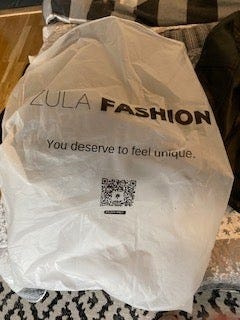 ZULA FASHION
You deserve to feel unique.